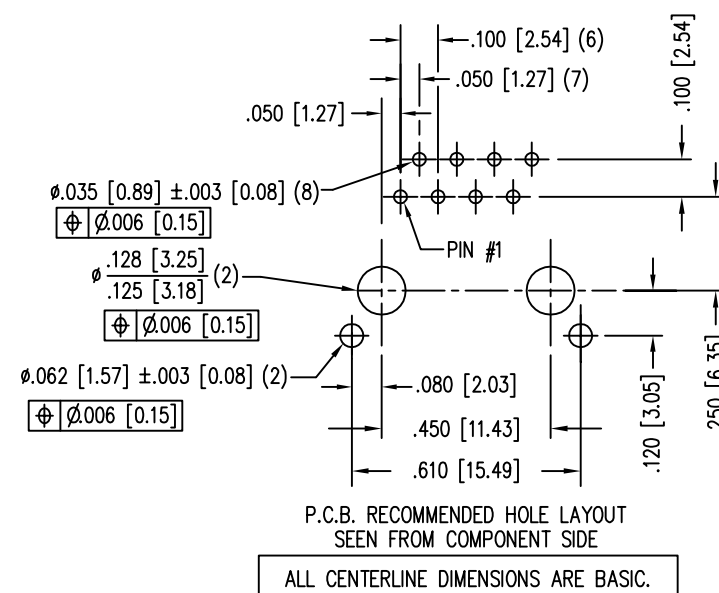 .100 [2.54] (6)
.050 [1.27] (7)
.100 [2.54]
.050 [1.27]
ø.035 [0.89] ±.003 [0.08] (8)
⌖ Ø.006 [0.15]
PIN #1
ø .128 [3.25]
.125 [3.18] (2)
⌖ Ø.006 [0.15]
ø.062 [1.57] ±.003 [0.08] (2)
⌖ Ø.006 [0.15]
.080 [2.03]
.450 [11.43]
.610 [15.49]
.120 [3.05]
250 [6.35]
P.C.B. RECOMMENDED HOLE LAYOUT
SEEN FROM COMPONENT SIDE
ALL CENTERLINE DIMENSIONS ARE BASIC.